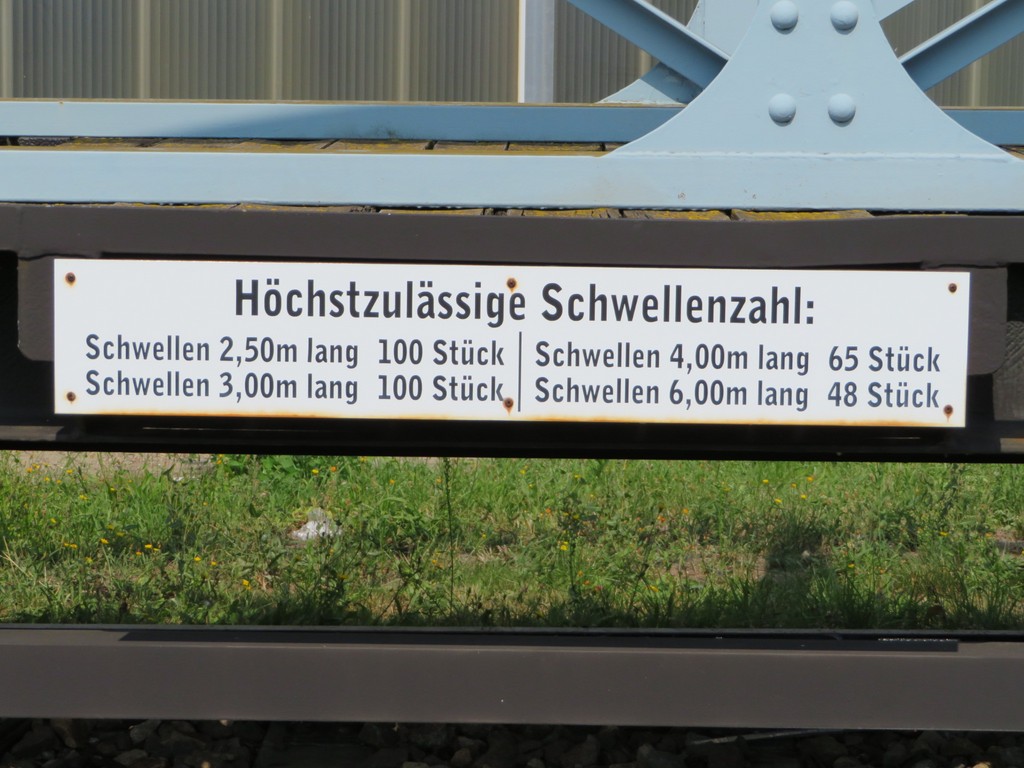 Höchstzulässige Schwellenzahl:
Schwellen 2,50m lang 100 Stück
Schwellen 3,00m lang 100 Stück
Schwellen 4,00m lang 65 Stück
Schwellen 6,00m lang 48 Stück